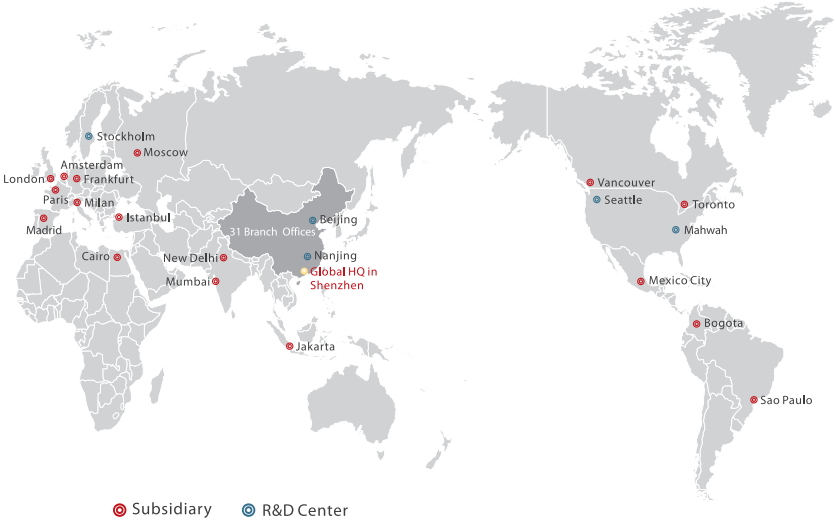 Stockholm
Moscow
Amsterdam
London
Frankfurt
Paris
Milan
Madrid
Istanbul
Cairo
New Delhi
Mumbai
31 Branch Offices
Beijing
Nanjing
Global HQ in
Shenzhen
Jakarta
Vancouver
Seattle
Toronto
Mahwah
Mexico City
Bogota
Sao Paulo
Subsidiary
R&D Center